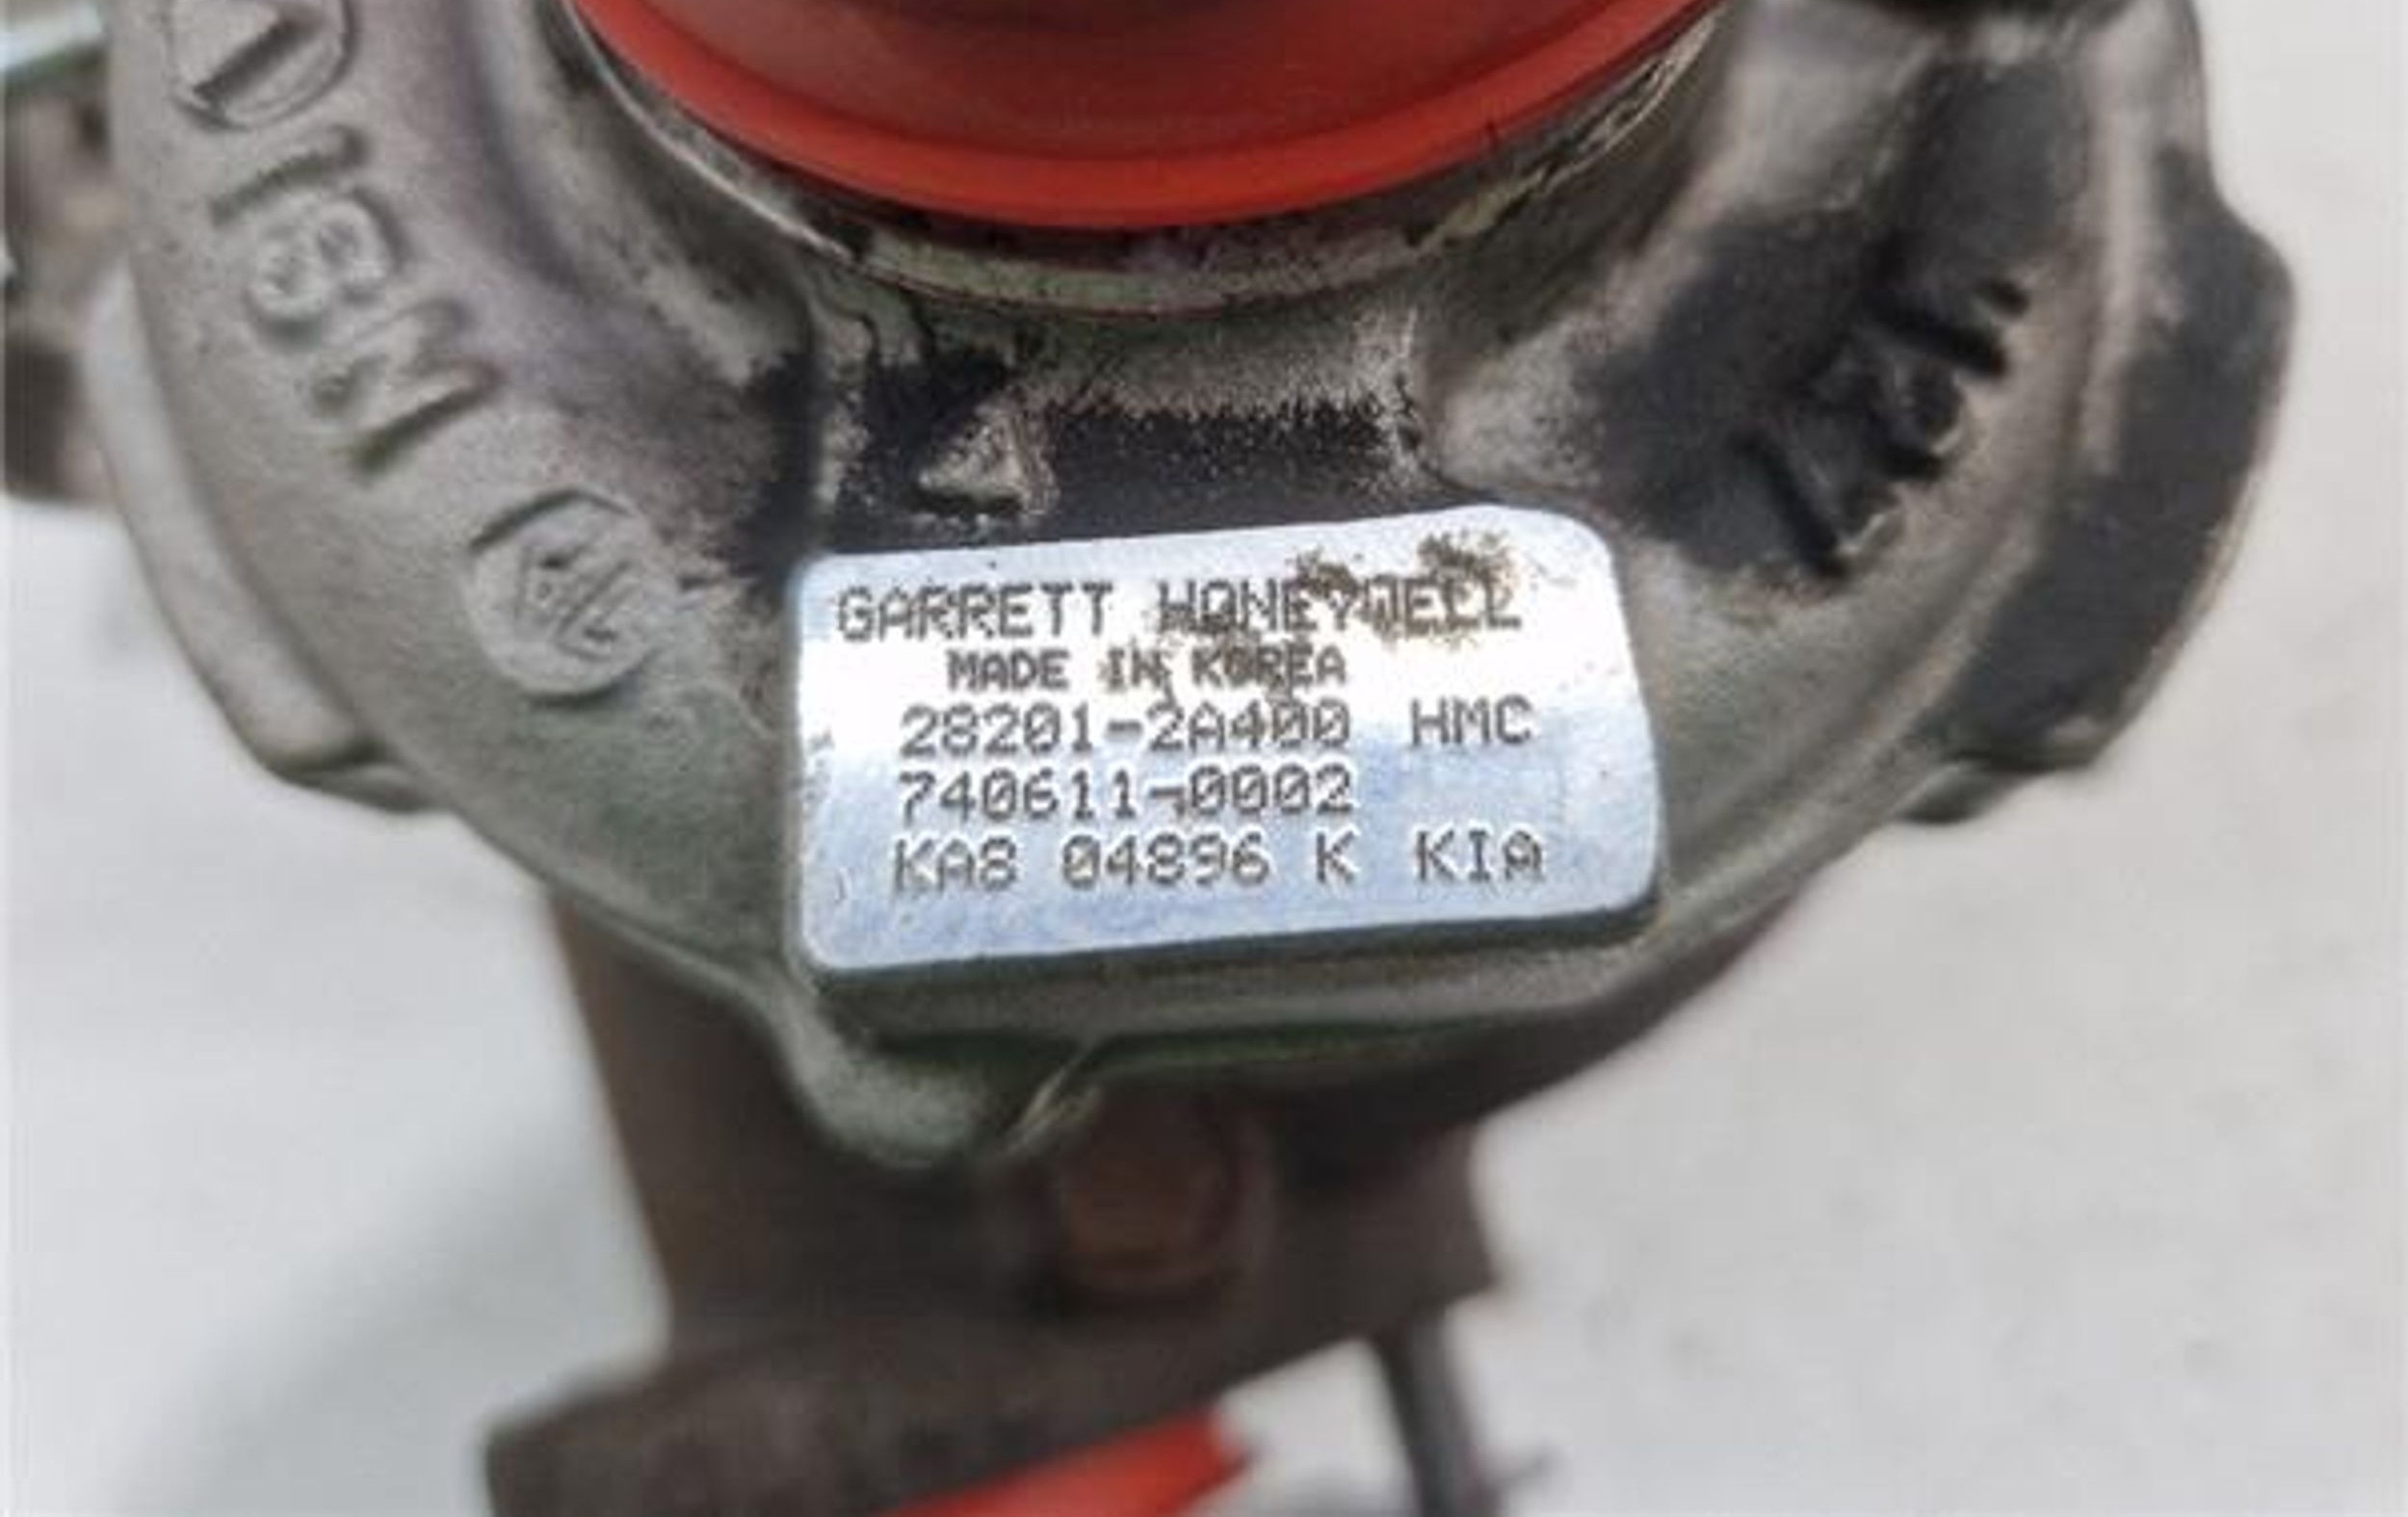 GARRETT HONEYWELL
MADE IN KOREA
28201-2A400 HMC
740611-0002
KA8 04896 K KIA